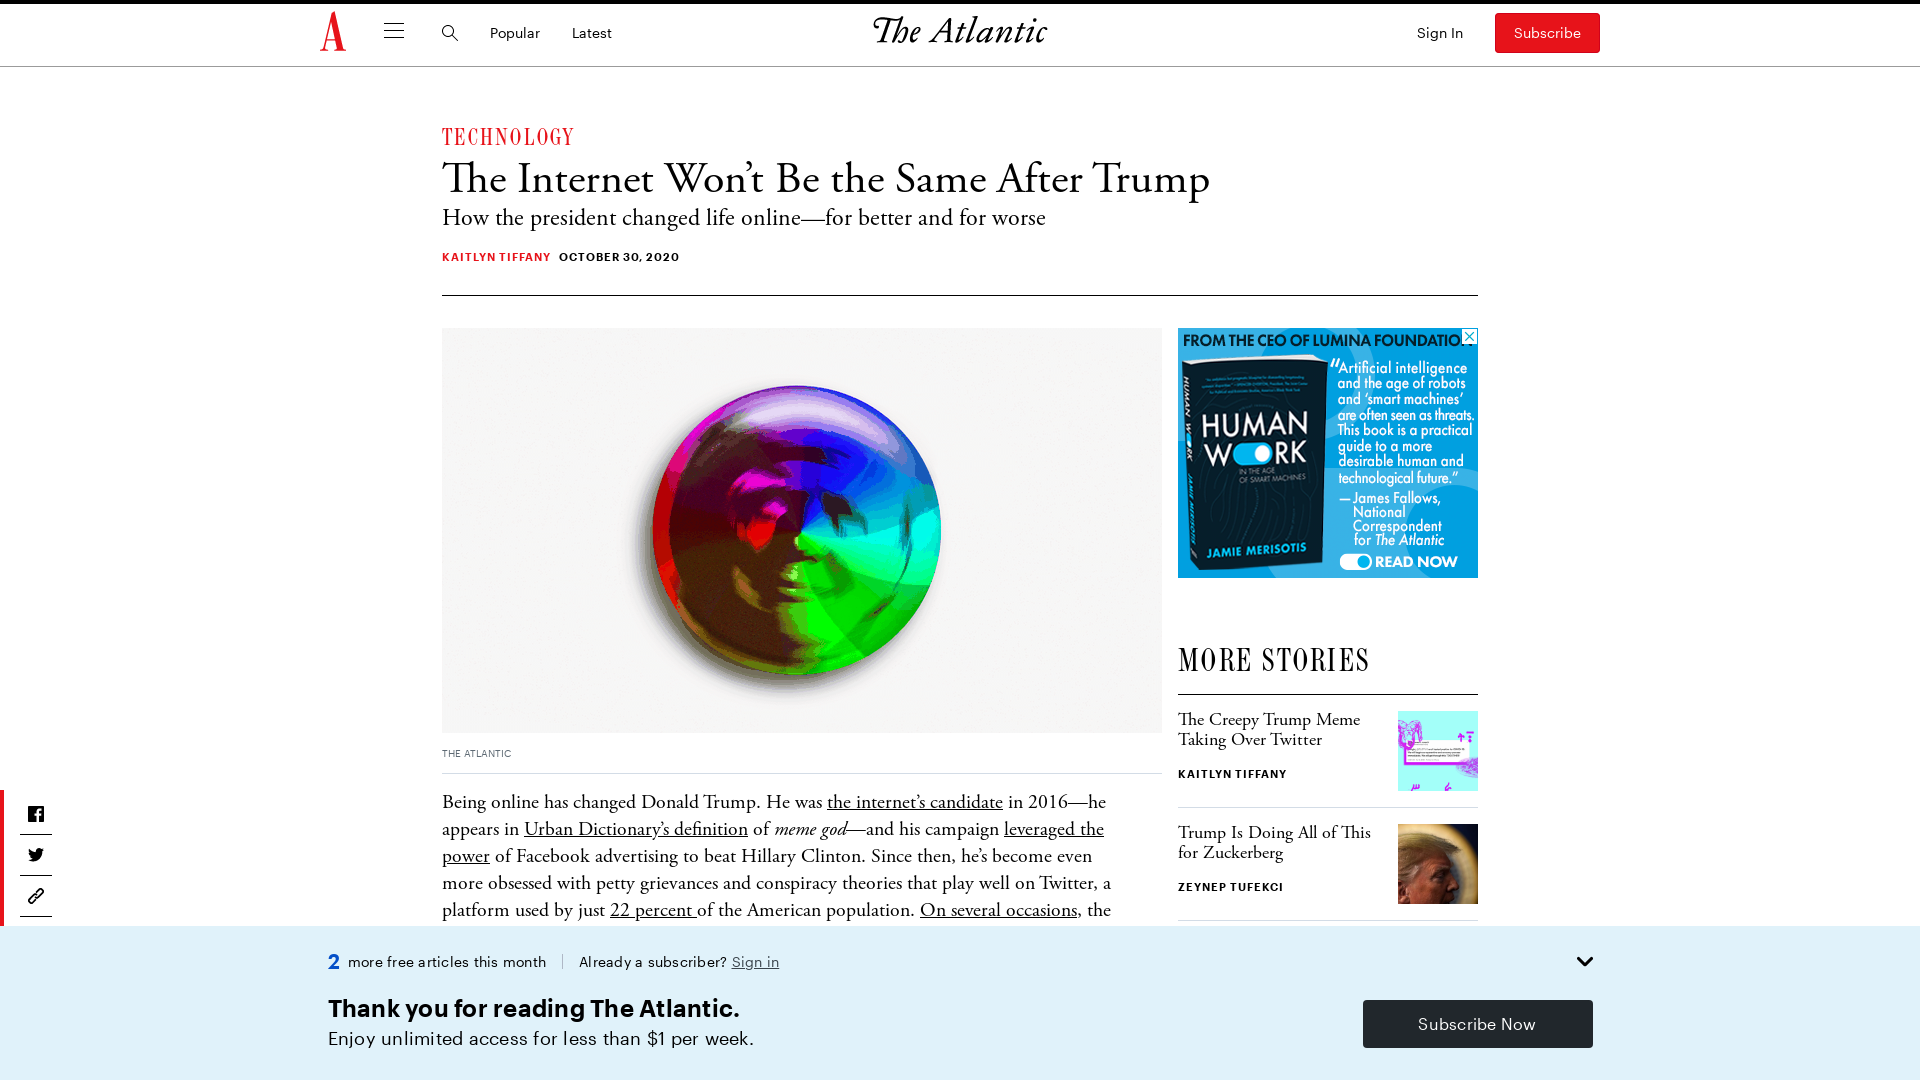 A
Popular
Latest
The Atlantic
Sign In
Subscribe
TECHNOLOGY
The Internet Won’t Be the Same After Trump
How the president changed life online—for better and for worse
KAITLYN TIFFANY OCTOBER 30, 2020
THE ATLANTIC
Being online has changed Donald Trump. He was the internet’s candidate in 2016—he
appears in Urban Dictionary’s definition of meme god—and his campaign leveraged the
power of Facebook advertising to beat Hillary Clinton. Since then, he’s become even
more obsessed with petty grievances and conspiracy theories that play well on Twitter, a
platform used by just 22 percent of the American population. On several occasions, the
FROM THE CEO OF LUMINA FOUNDATION
HUMAN WORK
JAMIE MERISOTIS
HUMAN
WORK
IN THE AGE
OF SMART MACHINES
JAMIE MERISOTIS
“Artificial intelligence
and the age of robots
and ‘smart machines’
are often seen as threats.
This book is a practical
guide to a more
desirable human and
technological future.”
— James Fallows,
National
Correspondent
for The Atlantic
READ NOW
MORE STORIES
The Creepy Trump Meme
Taking Over Twitter
KAITLYN TIFFANY
Trump Is Doing All of This
for Zuckerberg
ZEYNEP TUFEKCI
2 more free articles this month
Already a subscriber? Sign in
Thank you for reading The Atlantic.
Enjoy unlimited access for less than $1 per week.
Subscribe Now